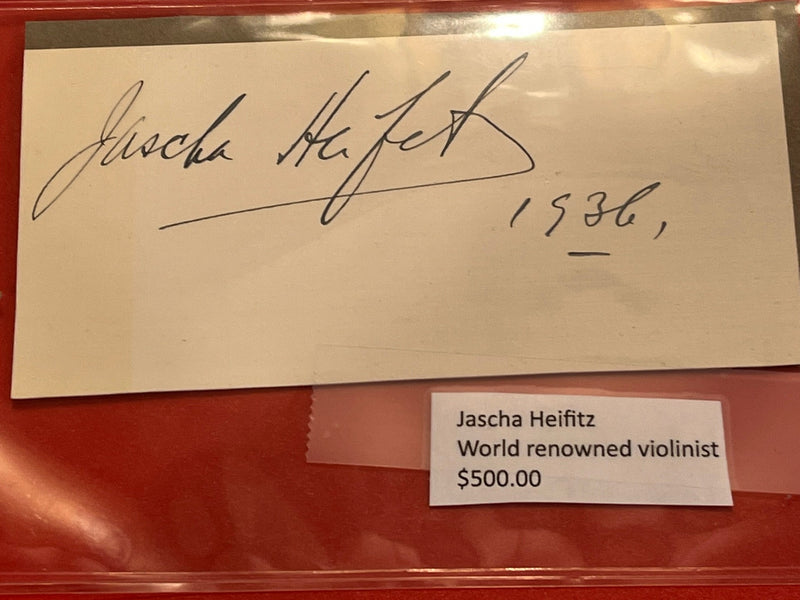 Jascha Heifetz
1936,
Jascha Heifitz
World renowned violinist
$500.00